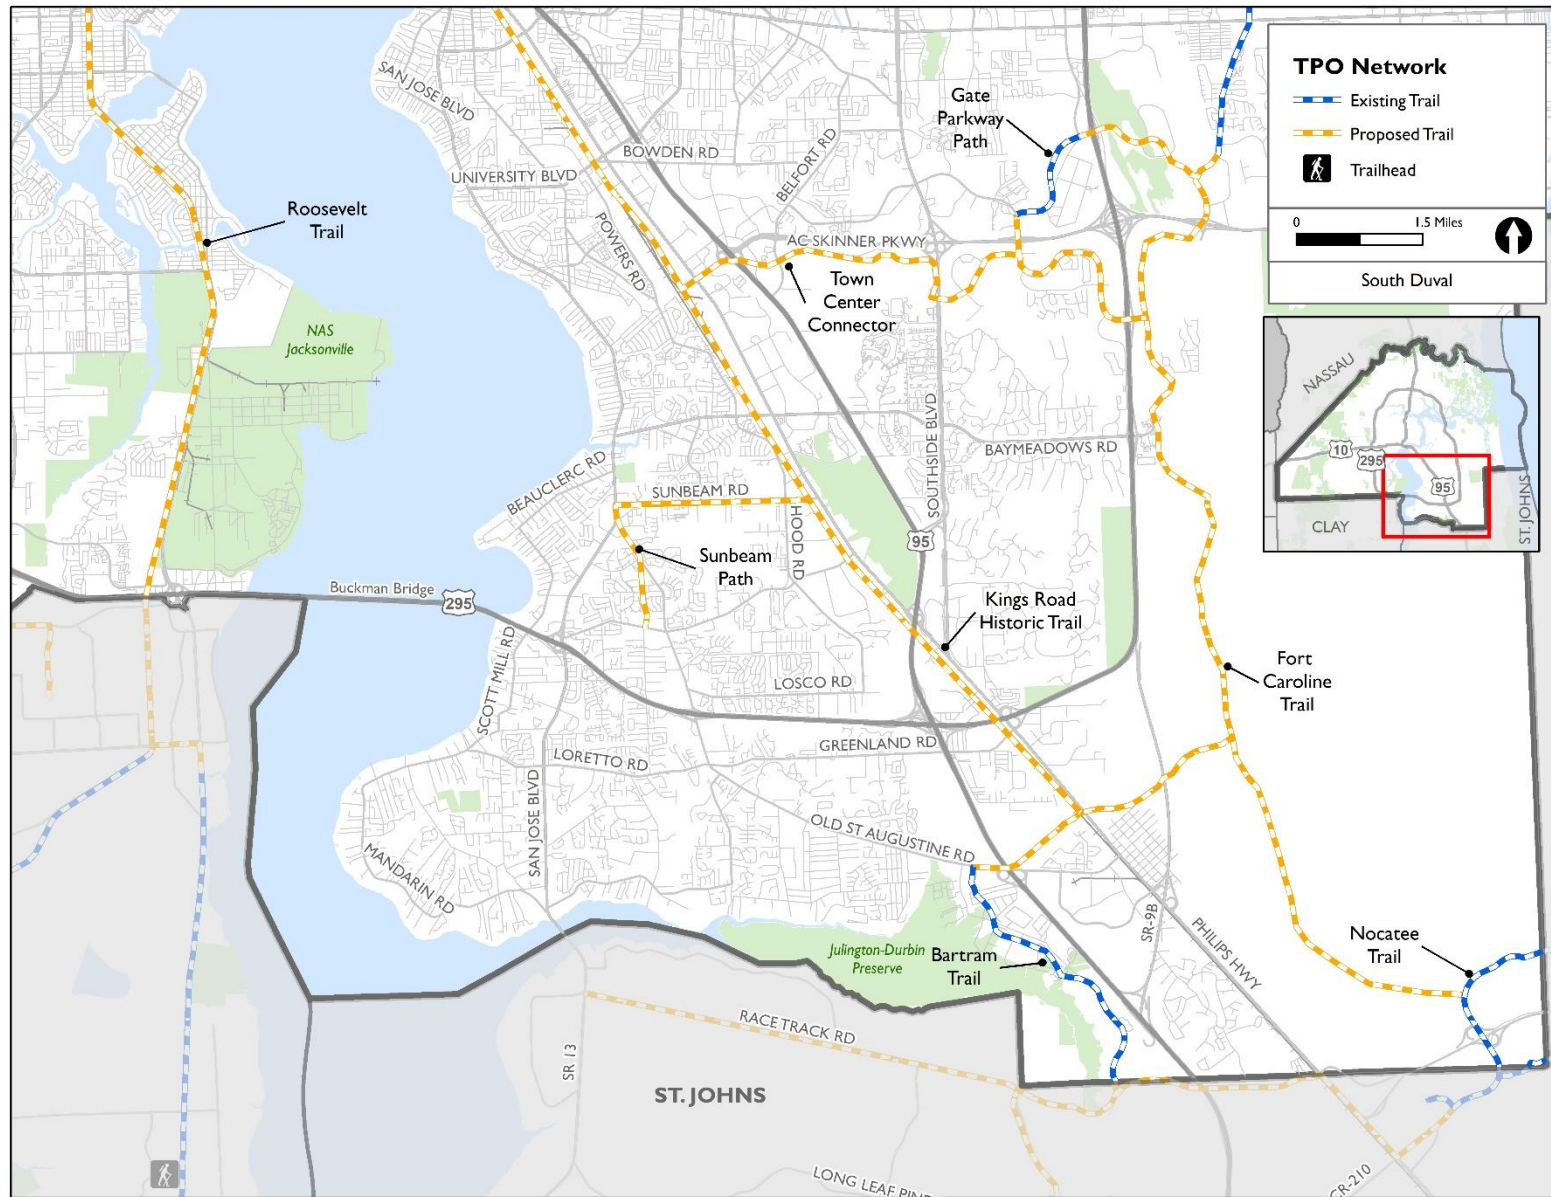 TPO Network
Existing Trail
Proposed Trail
Trailhead
0
1.5 Miles
South Duval
NASSAU
10
295
95
CLAY
ST. JOHNS
SAN JOSE BLVD
Gate
Parkway
Path
BOWDEN RD
BELFORT RD
UNIVERSITY BLVD
Roosevelt
Trail
POWERS RD
AC SKINNER PKWY
Town
Center
Connector
NAS
Jacksonville
SOUTHSIDE BLVD
BAYMEADOWS RD
BEAUCLERC RD
SUNBEAM RD
HOOD RD
95
Sunbeam
Path
Buckman Bridge
295
Kings Road
Historic Trail
SCOTT MILL RD
LOSCO RD
Fort
Caroline
Trail
GREENLAND RD
LORETTO RD
SAN JOSE BLVD
OLD ST AUGUSTINE RD
MANDARIN RD
SR-9B
PHILIPS HWY
Nocatee
Trail
Julington-Durbin
Preserve
Bartram
Trail
RACE TRACK RD
SR 13
ST. JOHNS
LONG LEAF
CR-210